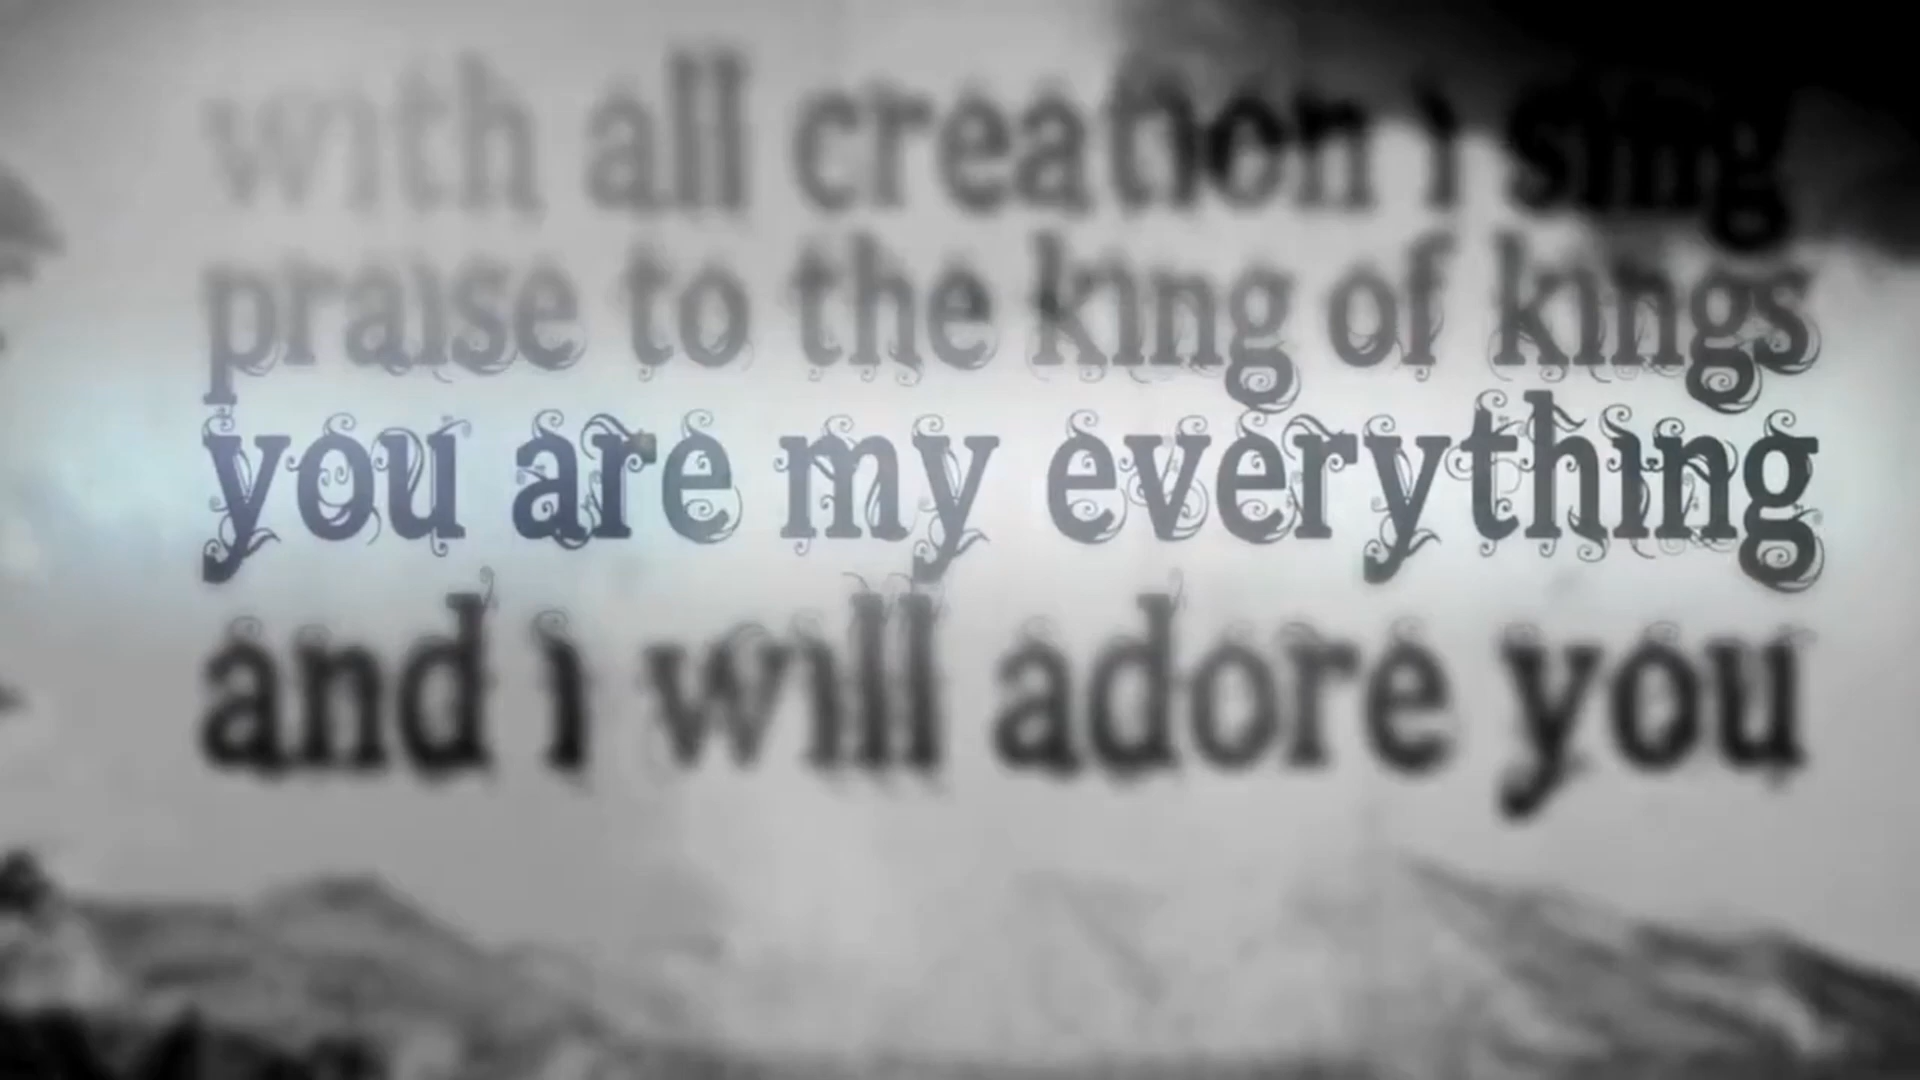 with all creation i sing
praise to the king of kings
you are my everything
and i will adore you